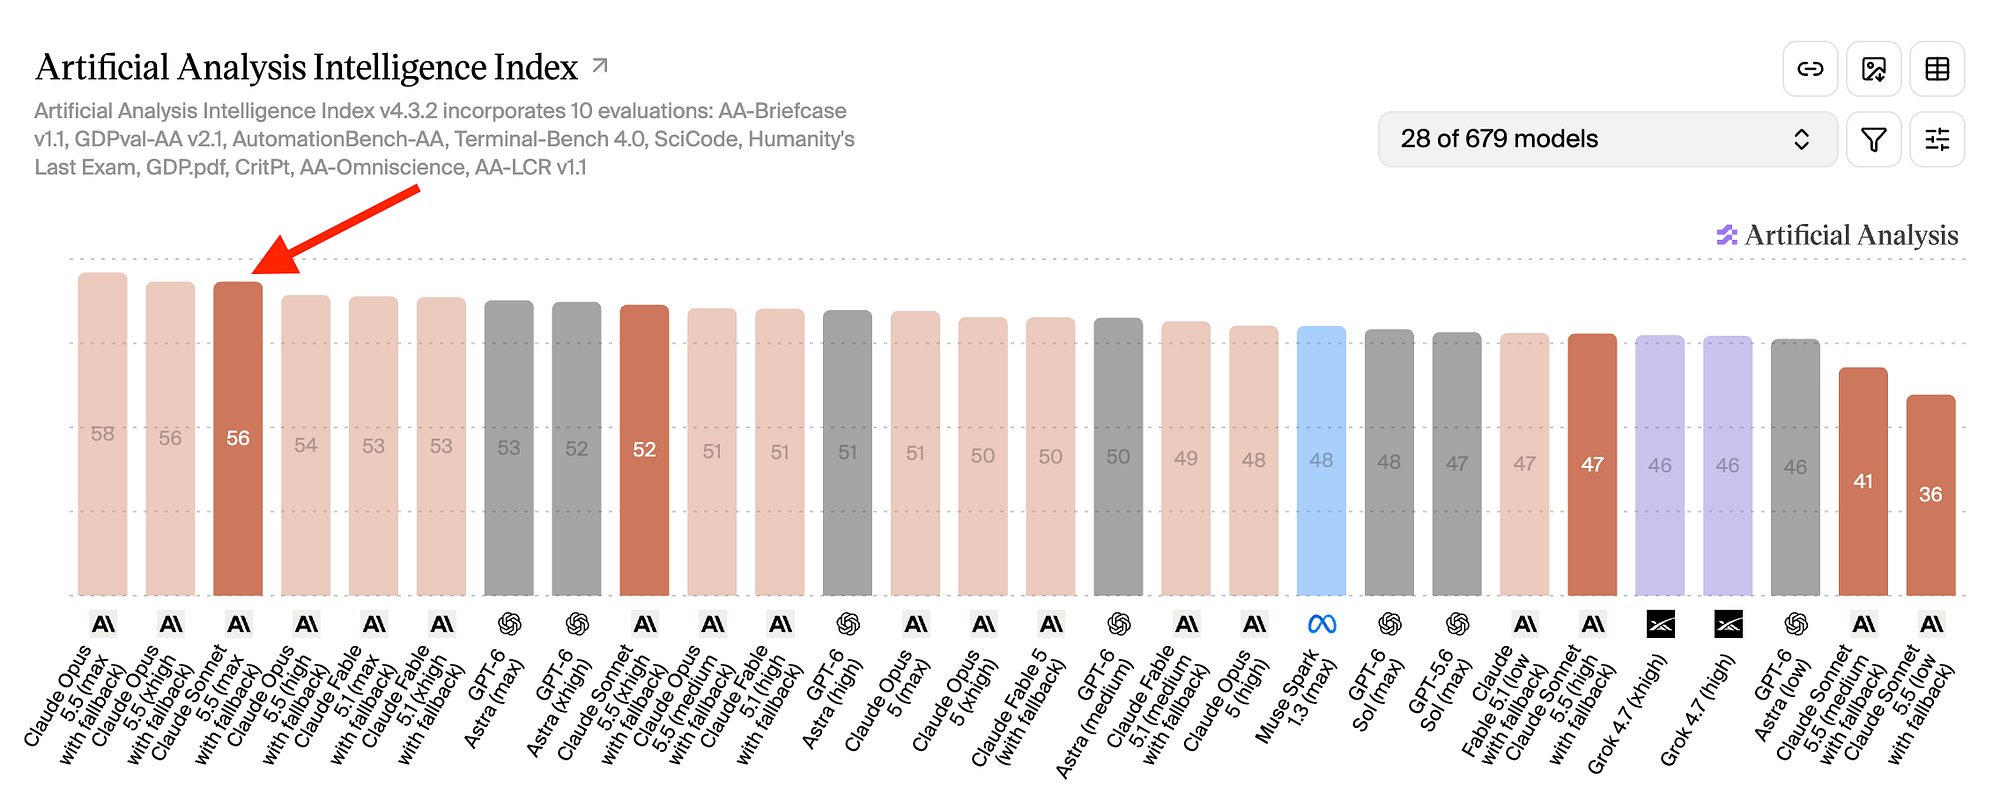 Artificial Analysis Intelligence Index
Artificial Analysis Intelligence Index v4.3.2 incorporates 10 evaluations: AA-Briefcase
v1.1, GDPval-AA v2.1, AutomationBench-AA, Terminal-Bench 4.0, SciCode, Humanity's
Last Exam, GDP.pdf, CritPt, AA-Omniscience, AA-LCR v1.1
28 of 679 models
Artificial Analysis
58
56
56
54
53
53
53
52
52
51
51
51
51
50
50
50
49
48
48
48
47
47
47
46
46
46
41
36
Claude Opus
5.5 (max
with fallback)
Claude Opus
5.5 (xhigh
with fallback)
Claude Sonnet
5.5 (max
with fallback)
Claude Opus
5.5 (high
with fallback)
Claude Fable
5.1 (max
with fallback)
Claude Fable
5.1 (xhigh
with fallback)
GPT-6
Astra (max)
GPT-6
Astra (xhigh)
Claude Sonnet
5.5 (xhigh
with fallback)
Claude Opus
5.5 (medium
with fallback)
Claude Fable
5.1 (high
with fallback)
GPT-6
Astra (high)
Claude Opus
5 (max)
Claude Opus
5 (xhigh)
Claude Fable 5
(with fallback)
GPT-6
Astra (medium)
Claude Fable
5.1 (medium
with fallback)
Claude Opus
5 (high)
Muse Spark
1.3 (max)
GPT-6
Sol (max)
GPT-5.6
Sol (max)
Claude
Fable 5.1 (low
with fallback)
Claude Sonnet
5.5 (high
with fallback)
Grok 4.7 (xhigh)
Grok 4.7 (high)
GPT-6
Astra (low)
Claude Sonnet
5.5 (medium
with fallback)
Claude Sonnet
5.5 (low
with fallback)